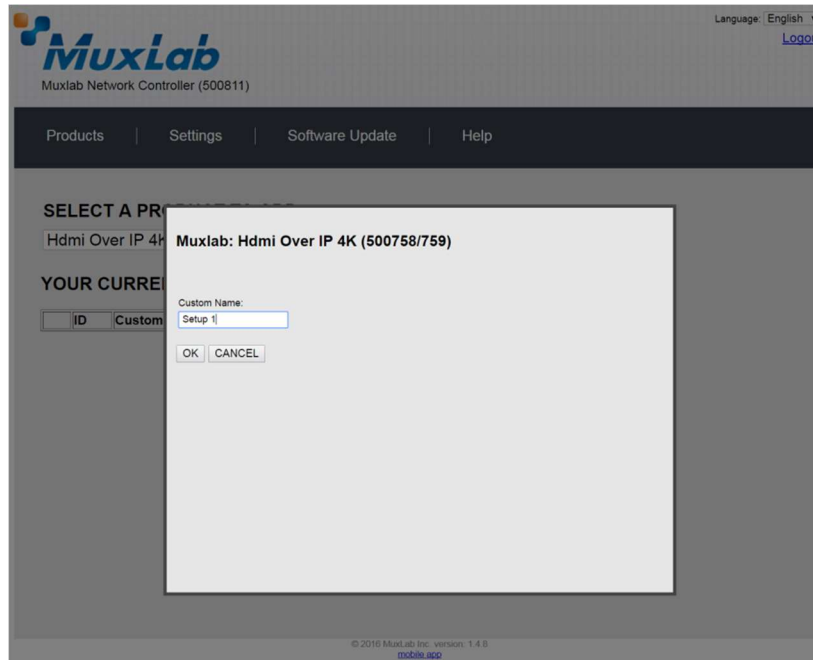 Language: English
Logou
MuxLab
Muxlab Network Controller (500811)
Products | Settings | Software Update | Help
SELECT A PR
Hdmi Over IP 4K
YOUR CURRE
ID Custom
Muxlab: Hdmi Over IP 4K (500758/759)
Custom Name:
Setup 1
OK CANCEL
© 2016 MuxLab Inc. version: 1.4.6
mobile app